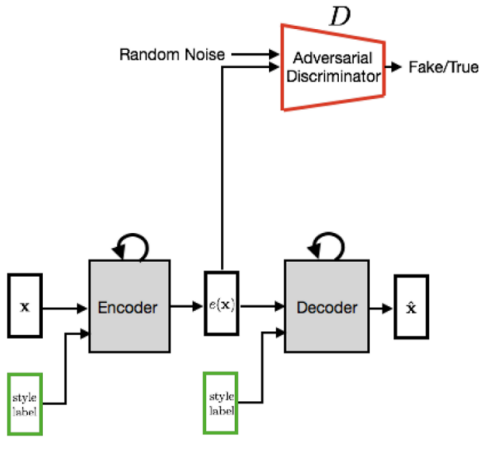 D
Random Noise
Adversarial
Discriminator
Fake/True
x
Encoder
e(x)
Decoder
x̂
style
label
style
label